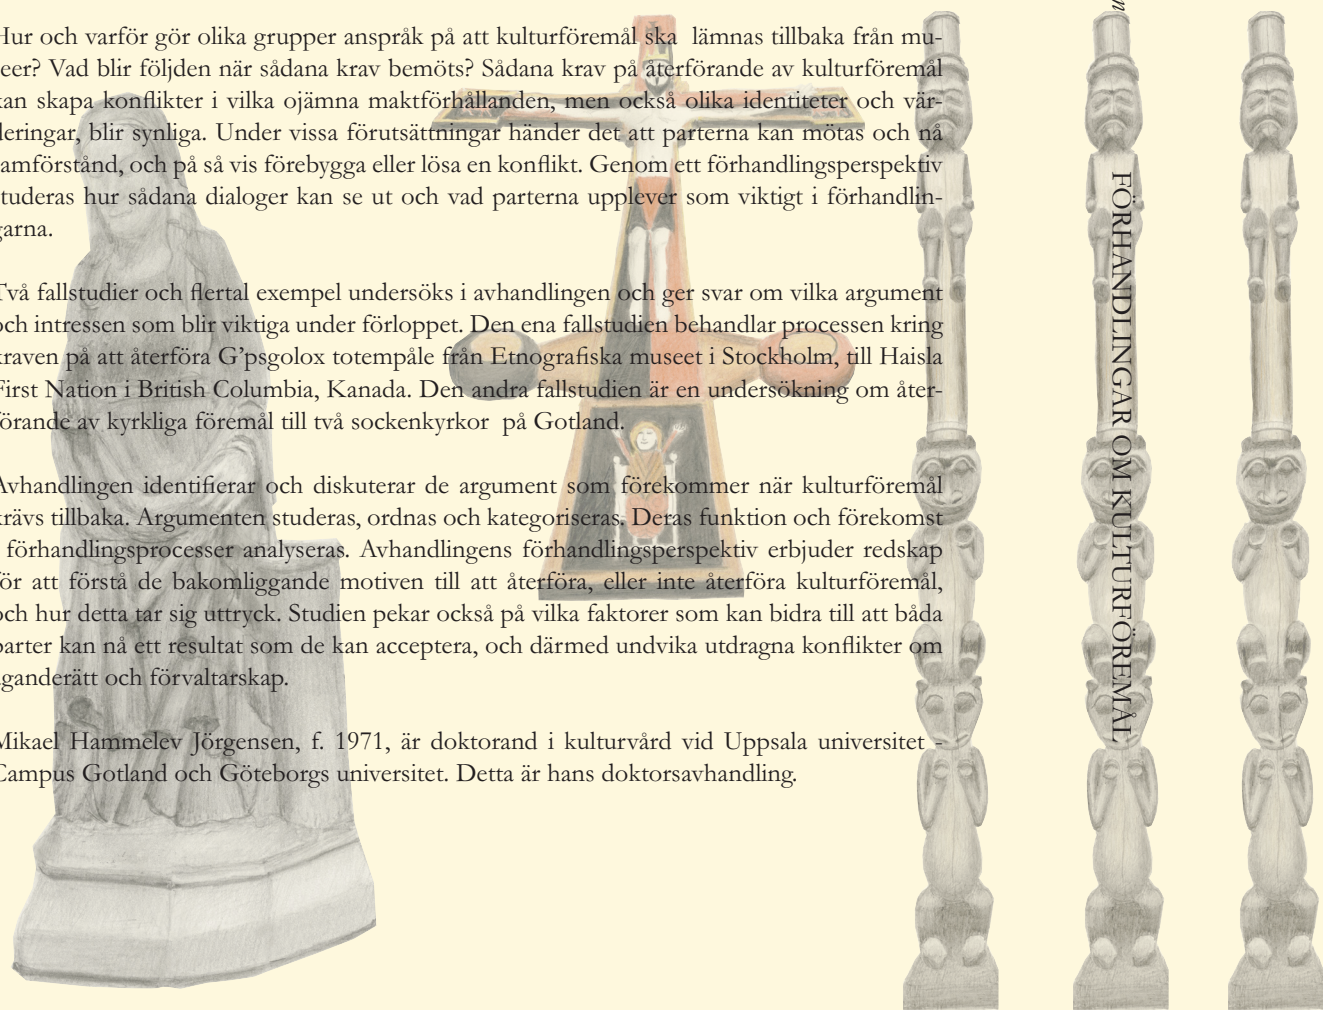 Hur och varför gör olika grupper anspråk på att kulturföremål ska lämnas tillbaka från mu-
eer? Vad blir följden när sådana krav bemöts? Sådana krav på återförande av kulturföremål
kan skapa konflikter i vilka ojämna maktförhållanden, men också olika identiteter och vär-
deringar, blir synliga. Under vissa förutsättningar händer det att parterna kan mötas och nå
amförstånd, och på så vis förebygga eller lösa en konflikt. Genom ett förhandlingsperspektiv
studeras hur sådana dialoger kan se ut och vad parterna upplever som viktigt i förhandlin-
garna.
Två fallstudier och flertal exempel undersöks i avhandlingen och ger svar om vilka argument
och intressen som blir viktiga under förloppet. Den ena fallstudien behandlar processen kring
kraven på att återföra G’psgolox totempåle från Etnografiska museet i Stockholm, till Haisla
First Nation i British Columbia, Kanada. Den andra fallstudien är en undersökning om åter-
förande av kyrkliga föremål till två sockenkyrkor på Gotland.
Avhandlingen identifierar och diskuterar de argument som förekommer när kulturföremål
krävs tillbaka. Argumenten studeras, ordnas och kategoriseras. Deras funktion och förekomst
förhandlingsprocesser analyseras. Avhandlingens förhandlingsperspektiv erbjuder redskap
för att förstå de bakomliggande motiven till att återföra, eller inte återföra kulturföremål,
och hur detta tar sig uttryck. Studien pekar också på vilka faktorer som kan bidra till att båda
parter kan nå ett resultat som de kan acceptera, och därmed undvika utdragna konflikter om
äganderätt och förvaltarskap.
Mikael Hammelev Jörgensen, f. 1971, är doktorand i kulturvård vid Uppsala universitet -
Campus Gotland och Göteborgs universitet. Detta är hans doktorsavhandling.
FÖRHANDLINGAR OM KULTURFÖREMÅL